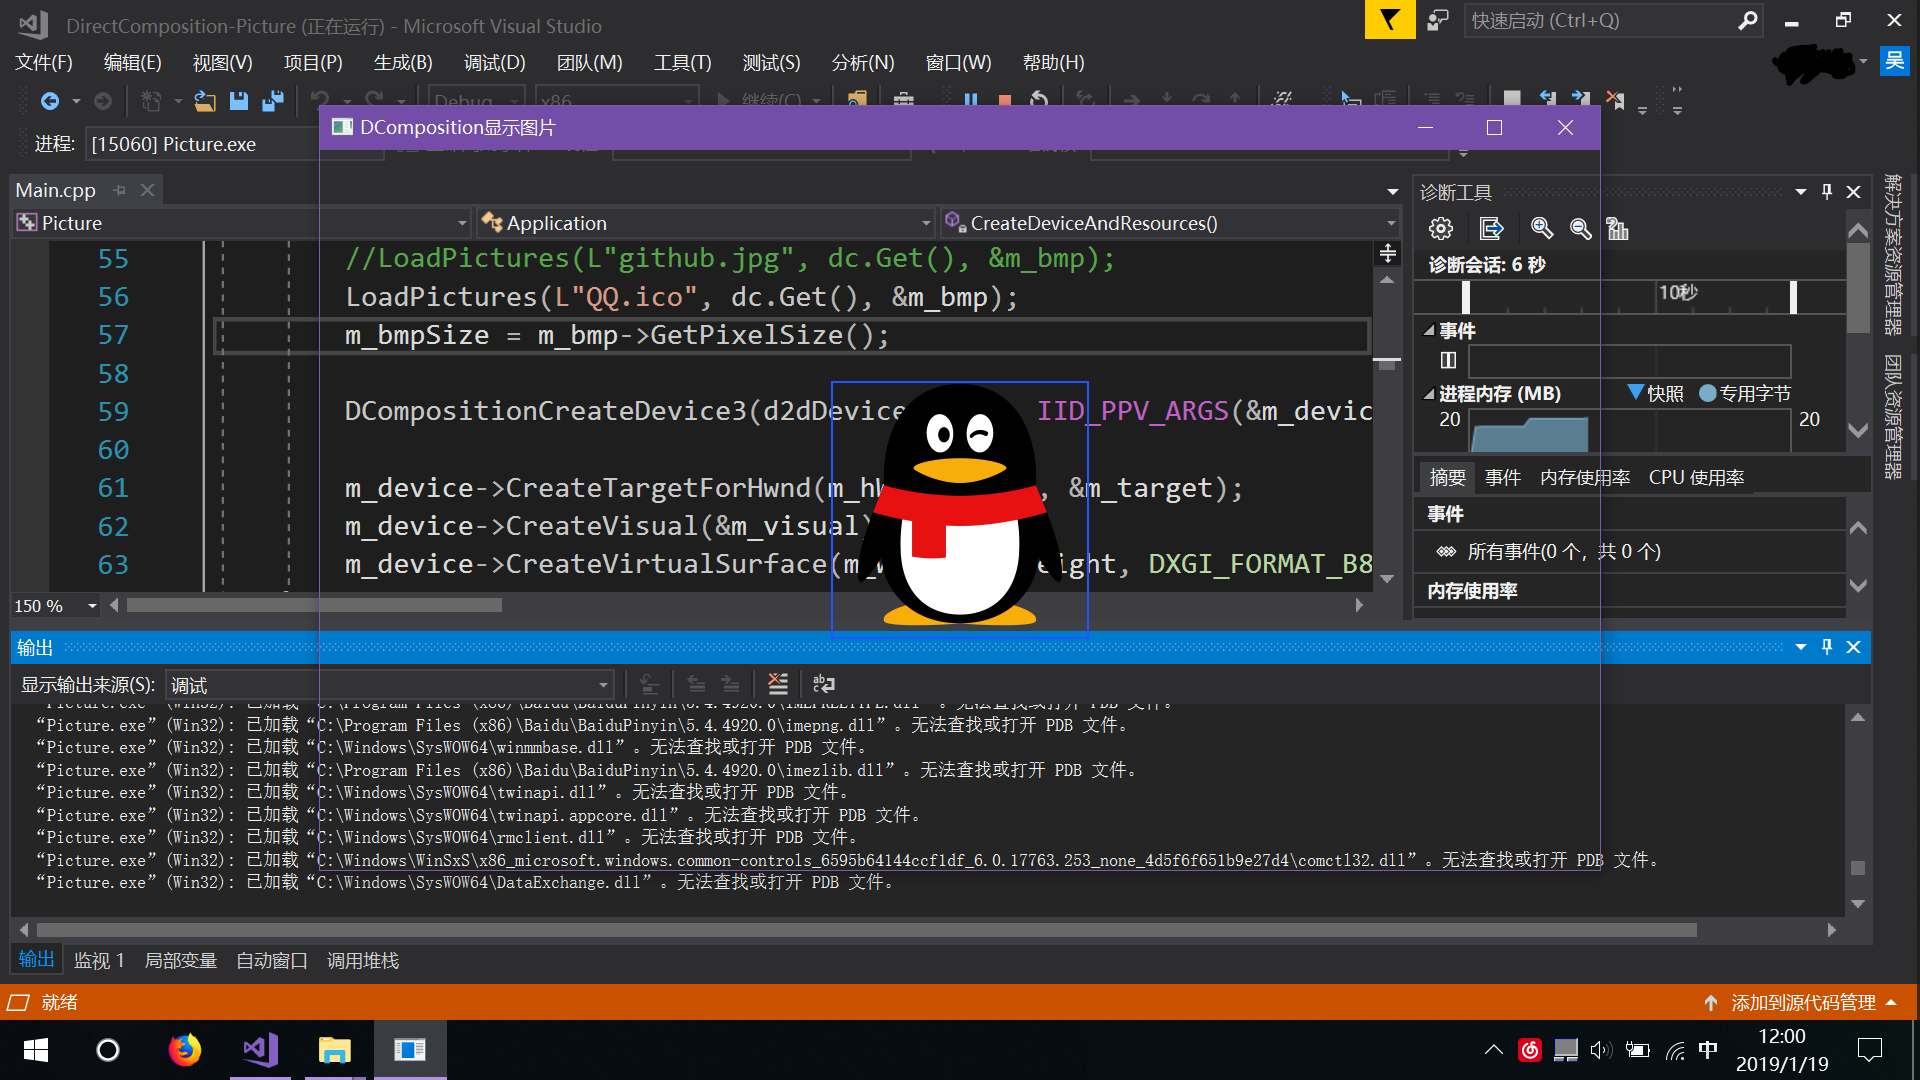 DirectComposition-Picture (正在运行) - Microsoft Visual Studio
快速启动 (Ctrl+Q)
文件(F) 编辑(E) 视图(V) 项目(P) 生成(B) 调试(D) 团队(M) 工具(T) 测试(S) 分析(N) 窗口(W) 帮助(H)
吴
Debug x86 继续(C)
DComposition显示图片
进程: [15060] Picture.exe
Main.cpp
Picture Application CreateDeviceAndResources()
55 //LoadPictures(L"github.jpg", dc.Get(), &m_bmp);
56 LoadPictures(L"QQ.ico", dc.Get(), &m_bmp);
57 m_bmpSize = m_bmp->GetPixelSize();
58
59 DCompositionCreateDevice3(d2dDevice IID_PPV_ARGS(&m_devic
60
61 m_device->CreateTargetForHwnd(m_hW , &m_target);
62 m_device->CreateVisual(&m_visual)
63 m_device->CreateVirtualSurface(m_ ight, DXGI_FORMAT_B8
150 %
诊断工具
诊断会话: 6 秒
10秒
事件
进程内存 (MB) 快照 专用字节
20 20
摘要 事件 内存使用率 CPU 使用率
事件
所有事件(0 个，共 0 个)
内存使用率
解决方案资源管理器
团队资源管理器
输出
显示输出来源(S): 调试
“Picture.exe” (Win32): 已加载“C:\Program Files (x86)\Baidu\BaiduPinyin\5.4.4920.0\imepng.dll”。无法查找或打开 PDB 文件。
“Picture.exe” (Win32): 已加载“C:\Windows\SysWOW64\winmmbase.dll”。无法查找或打开 PDB 文件。
“Picture.exe” (Win32): 已加载“C:\Program Files (x86)\Baidu\BaiduPinyin\5.4.4920.0\imezlib.dll”。无法查找或打开 PDB 文件。
“Picture.exe” (Win32): 已加载“C:\Windows\SysWOW64\twinapi.dll”。无法查找或打开 PDB 文件。
“Picture.exe” (Win32): 已加载“C:\Windows\SysWOW64\twinapi.appcore.dll”。无法查找或打开 PDB 文件。
“Picture.exe” (Win32): 已加载“C:\Windows\SysWOW64\rmclient.dll”。无法查找或打开 PDB 文件。
“Picture.exe” (Win32): 已加载“C:\Windows\WinSxS\x86_microsoft.windows.common-controls_6595b64144ccf1df_6.0.17763.253_none_4d5f6f651b9e27d4\comctl32.dll”。无法查找或打开 PDB 文件。
“Picture.exe” (Win32): 已加载“C:\Windows\SysWOW64\DataExchange.dll”。无法查找或打开 PDB 文件。
输出 监视 1 局部变量 自动窗口 调用堆栈
就绪
添加到源代码管理
中
12:00
2019/1/19